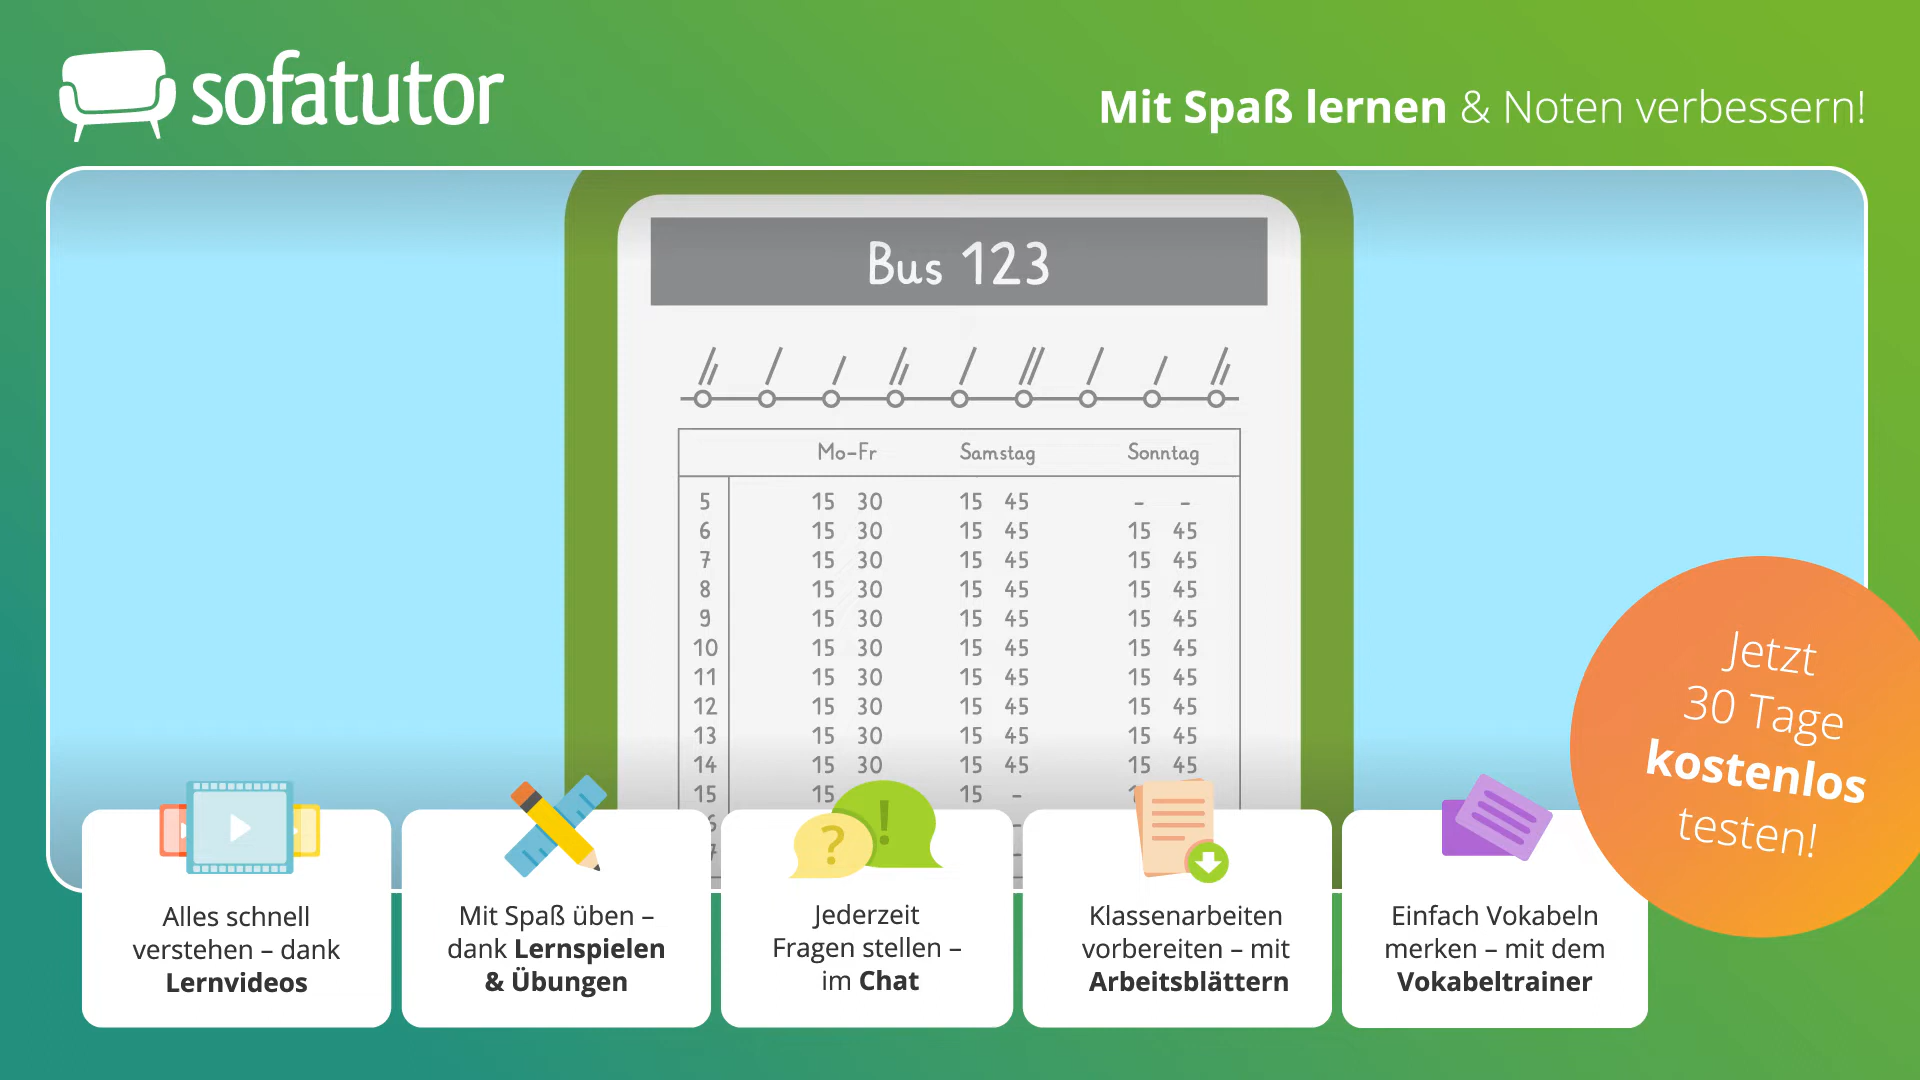 sofatutor
Mit Spaß lernen & Noten verbessern!
Bus 123
Mo-Fr Samstag Sonntag
5 15 30 15 45 - -
6 15 30 15 45 15 45
7 15 30 15 45 15 45
8 15 30 15 45 15 45
9 15 30 15 45 15 45
10 15 30 15 45 15 45
11 15 30 15 45 15 45
12 15 30 15 45 15 45
13 15 30 15 45 15 45
14 15 30 15 45 15 45
15 15 15 -
Jetzt
30 Tage
kostenlos
testen!
? !
Alles schnell
verstehen – dank
Lernvideos
Mit Spaß üben –
dank Lernspielen
& Übungen
Jederzeit
Fragen stellen –
im Chat
Klassenarbeiten
vorbereiten – mit
Arbeitsblättern
Einfach Vokabeln
merken – mit dem
Vokabeltrainer